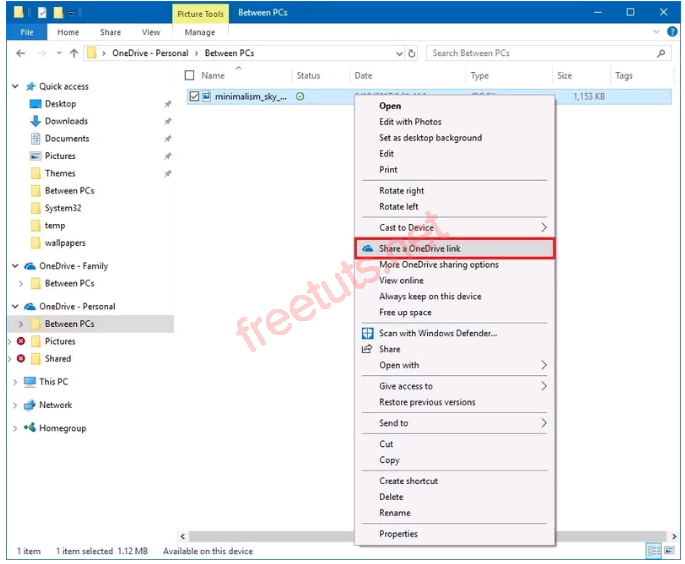 Picture Tools Between PCs
File Home Share View Manage
OneDrive - Personal Between PCs Search Between PCs
Name Status Date Type Size Tags
minimalism_sky_... 1,153 KB
Quick access
Desktop
Downloads
Documents
Pictures
Themes
Between PCs
System32
temp
wallpapers
OneDrive - Family
Between PCs
OneDrive - Personal
Between PCs
Pictures
Shared
This PC
Network
Homegroup
Open
Edit with Photos
Set as desktop background
Edit
Print
Rotate right
Rotate left
Cast to Device
Share a OneDrive link
More OneDrive sharing options
View online
Always keep on this device
Free up space
Scan with Windows Defender...
Share
Open with
Give access to
Restore previous versions
Send to
Cut
Copy
Create shortcut
Delete
Rename
Properties
freetuts.net
1 item 1 item selected 1.12 MB Available on this device